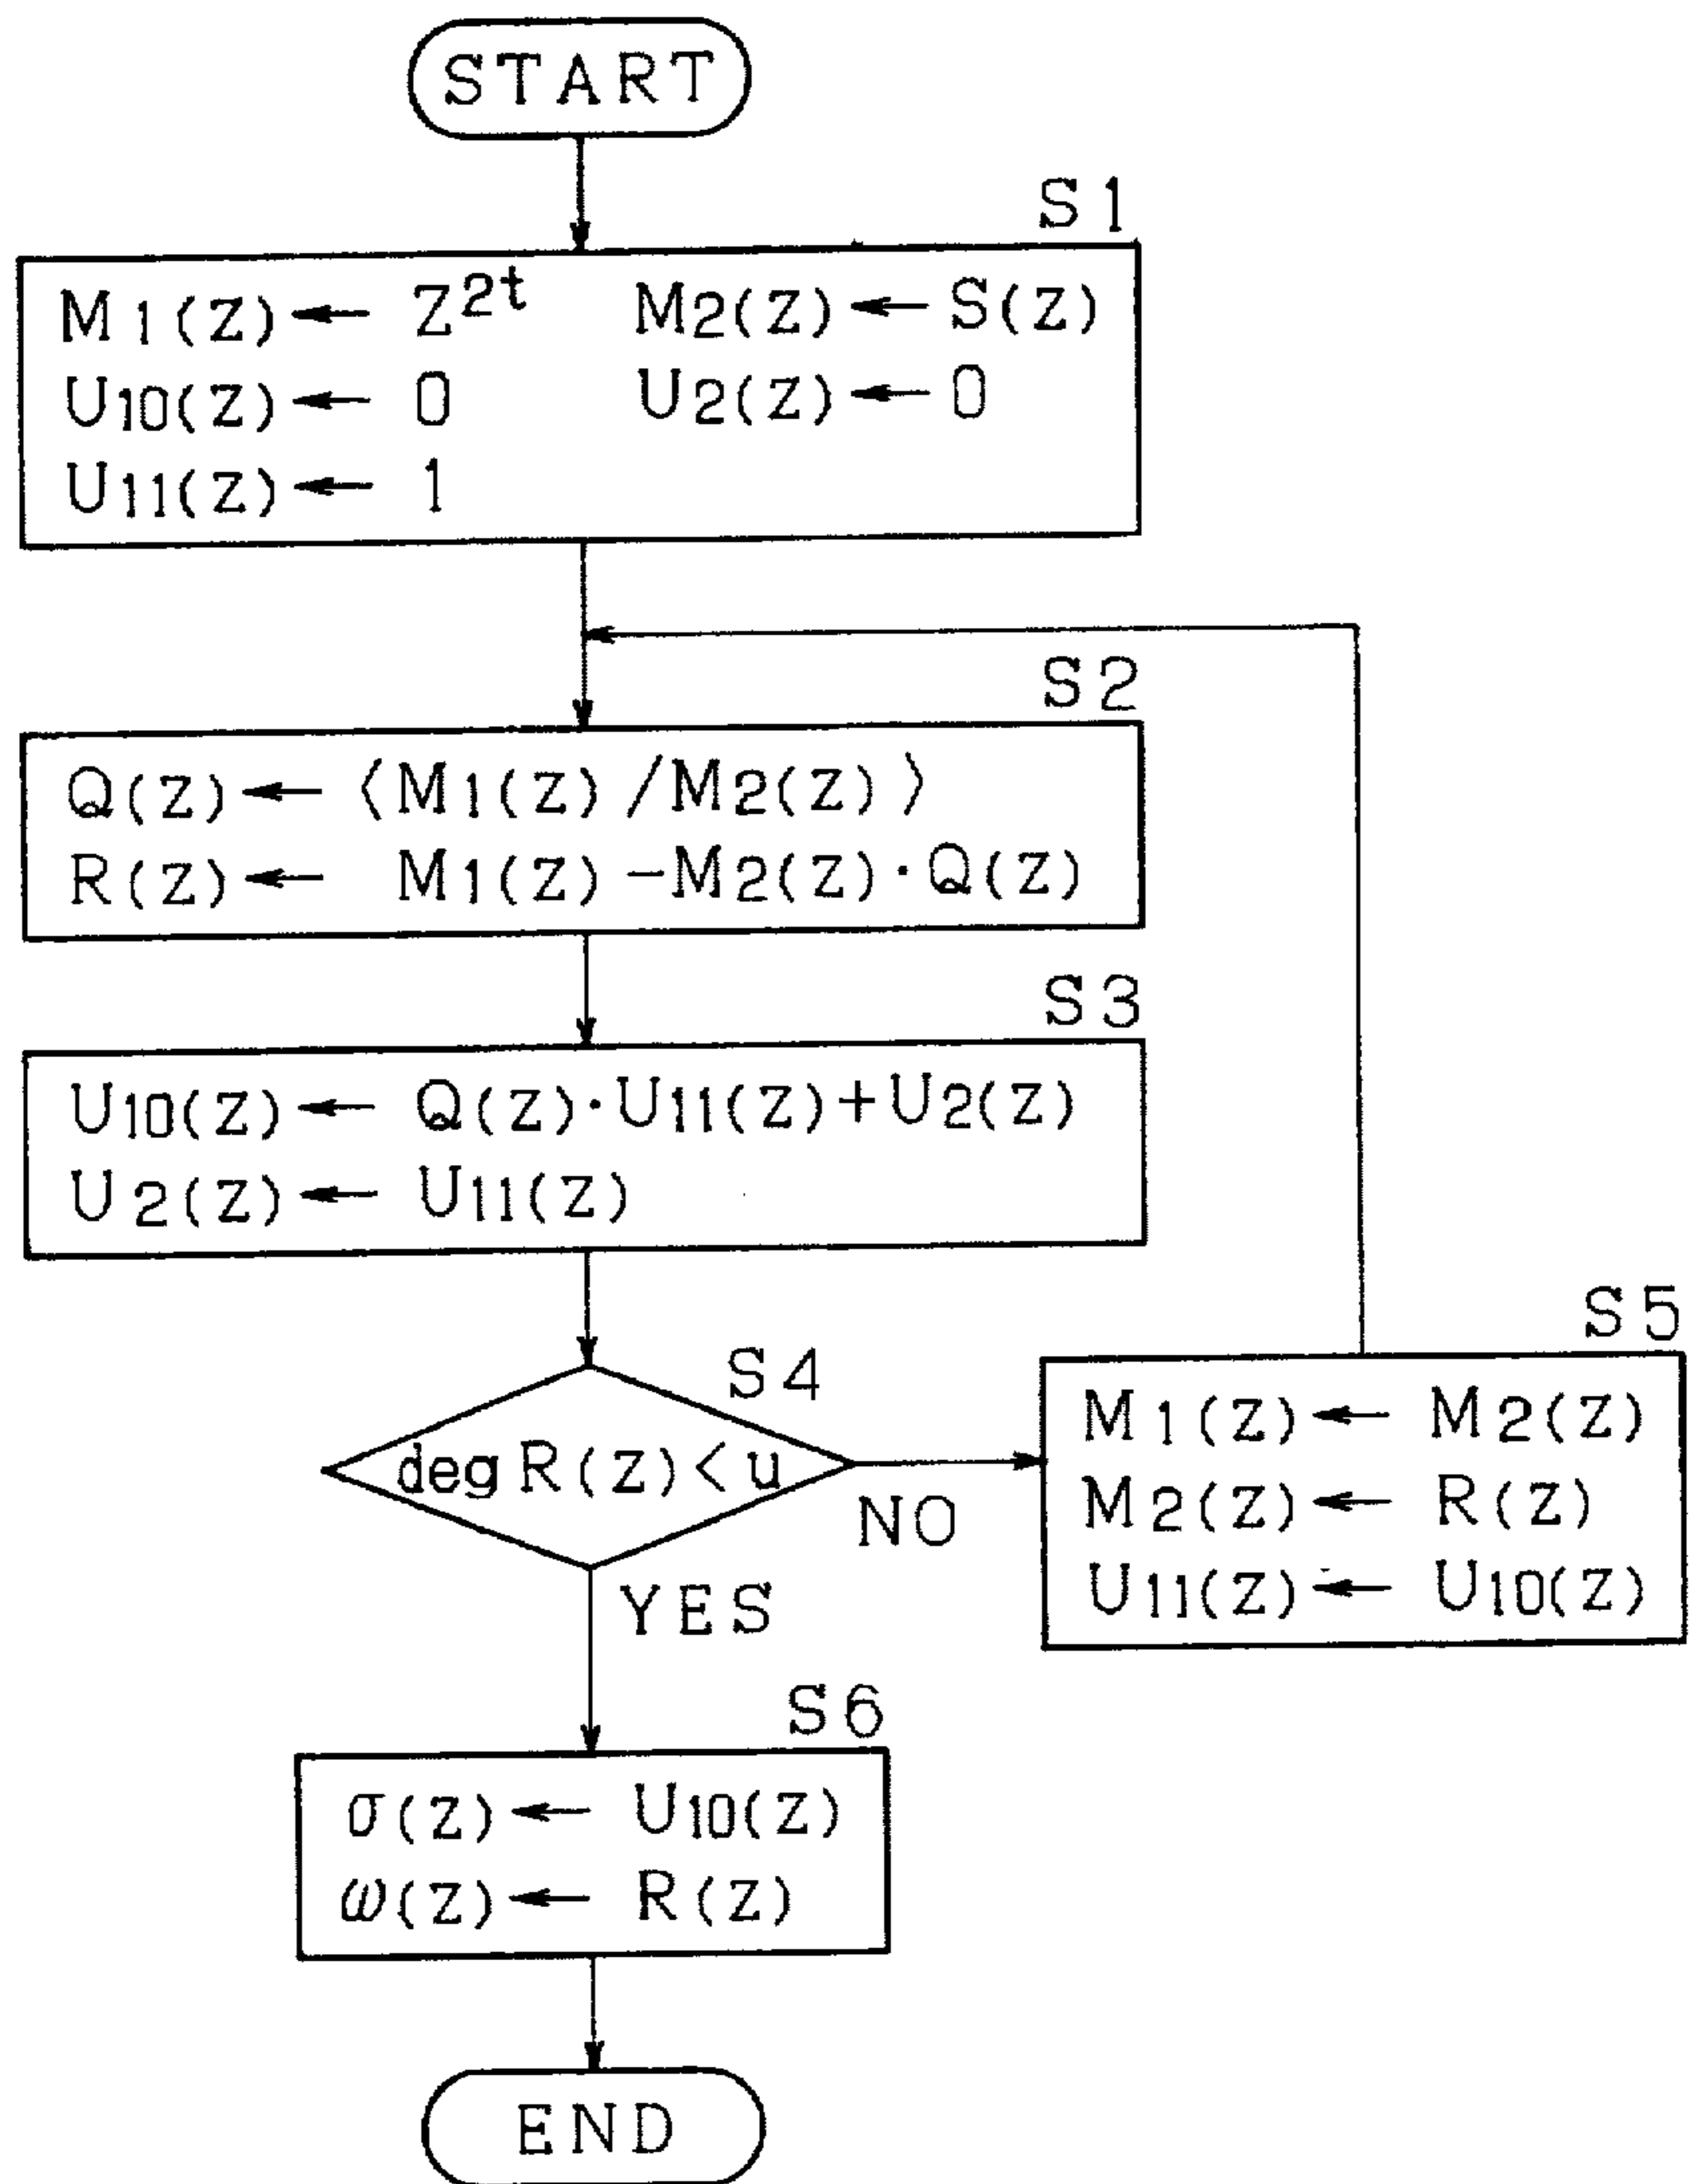 START
S1
M1(Z)← Z^2t M2(Z)← S(Z)
U10(Z)← 0 U2(Z)← 0
U11(Z)← 1
S2
Q(Z)← ⟨M1(Z)/M2(Z)⟩
R(Z)← M1(Z)−M2(Z)·Q(Z)
S3
U10(Z)← Q(Z)·U11(Z)+U2(Z)
U2(Z)← U11(Z)
S4
deg R(Z)<u
NO
YES
S5
M1(Z)← M2(Z)
M2(Z)← R(Z)
U11(Z)← U10(Z)
S6
σ(Z)← U10(Z)
ω(Z)← R(Z)
END